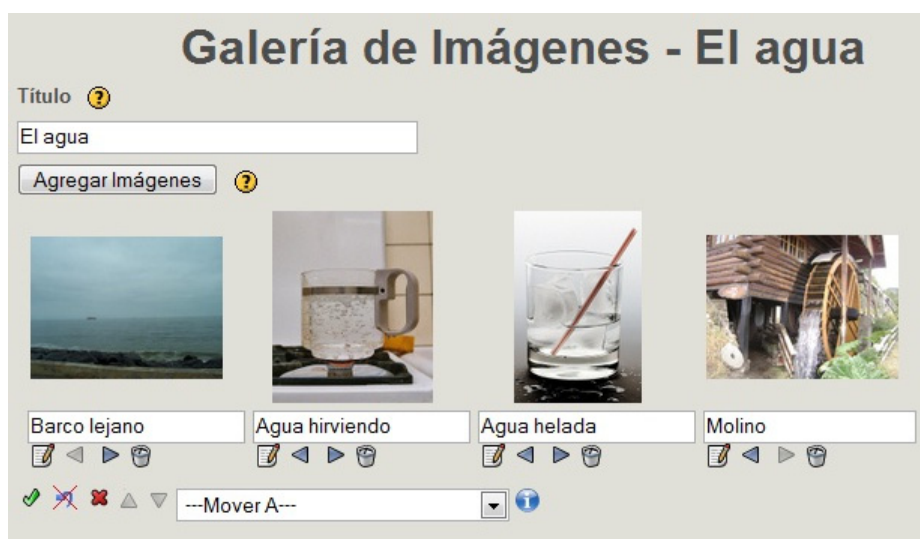 Galería de Imágenes - El agua
Título
El agua
Agregar Imágenes
Barco lejano
Agua hirviendo
Agua helada
Molino
---Mover A---